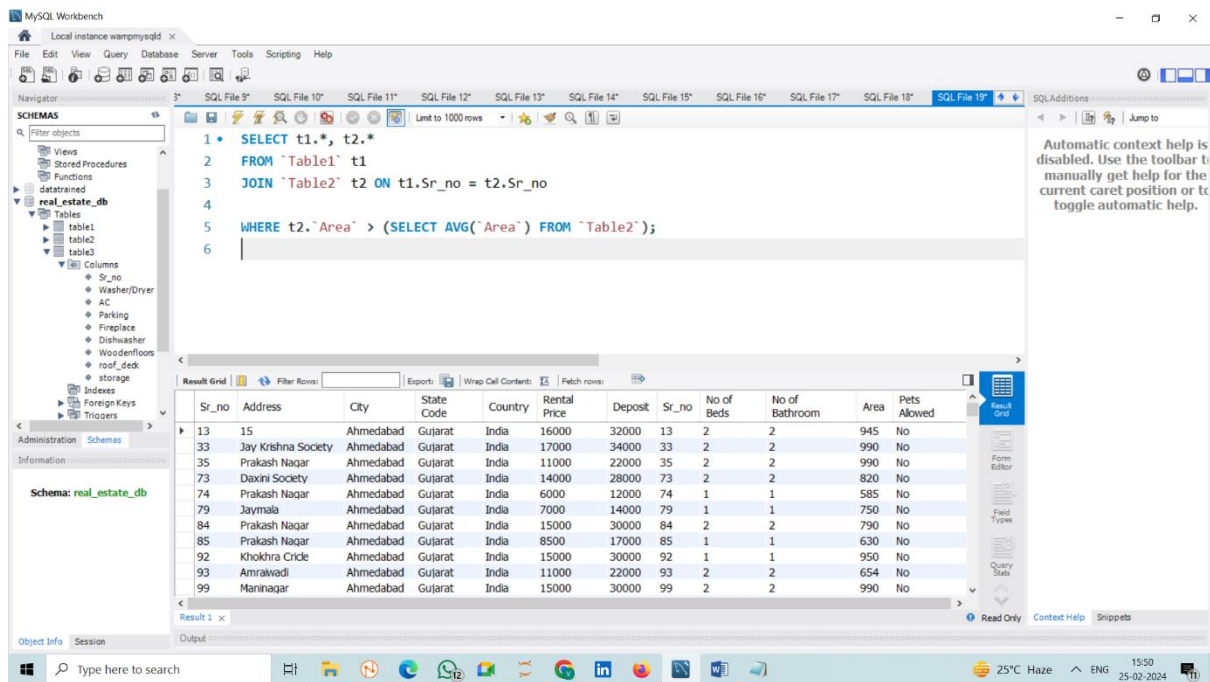 MySQL Workbench
Local instance wampmysqld ×
File Edit View Query Database Server Tools Scripting Help
Navigator
SCHEMAS
Filter objects
Views
Stored Procedures
Functions
datatrained
real_estate_db
Tables
table1
table2
table3
Columns
Sr_no
Washer/Dryer
AC
Parking
Fireplace
Dishwasher
Woodenfloors
roof_deck
storage
Indexes
Foreign Keys
Triggers
Administration Schemas
Information
Schema: real_estate_db
Object Info Session
SQL File 9* SQL File 10* SQL File 11* SQL File 12* SQL File 13* SQL File 14* SQL File 15* SQL File 16* SQL File 17* SQL File 18* SQL File 19*
Limit to 1000 rows
1 SELECT t1.*, t2.*
2 FROM `Table1` t1
3 JOIN `Table2` t2 ON t1.Sr_no = t2.Sr_no
4
5 WHERE t2.`Area` > (SELECT AVG(`Area`) FROM `Table2`);
6
Result Grid Filter Rows: Export: Wrap Cell Content: Fetch rows:
Sr_no Address City State Code Country Rental Price Deposit Sr_no No of Beds No of Bathroom Area Pets Allowed
13 15 Ahmedabad Gujarat India 16000 32000 13 2 2 945 No
33 Jay Krishna Society Ahmedabad Gujarat India 17000 34000 33 2 2 990 No
35 Prakash Nagar Ahmedabad Gujarat India 11000 22000 35 2 2 990 No
73 Daxini Society Ahmedabad Gujarat India 14000 28000 73 2 2 820 No
74 Prakash Nagar Ahmedabad Gujarat India 6000 12000 74 1 1 585 No
79 Jaymala Ahmedabad Gujarat India 7000 14000 79 1 1 750 No
84 Prakash Nagar Ahmedabad Gujarat India 15000 30000 84 2 2 790 No
85 Prakash Nagar Ahmedabad Gujarat India 8500 17000 85 1 1 630 No
92 Khokhra Cricle Ahmedabad Gujarat India 15000 30000 92 1 1 950 No
93 Amraiwadi Ahmedabad Gujarat India 11000 22000 93 2 2 654 No
99 Maninagar Ahmedabad Gujarat India 15000 30000 99 2 2 990 No
Result 1 ×
Read Only
Output
Result Grid
Form Editor
Field Types
Query Stats
SQLAdditions
Jump to
Automatic context help is
disabled. Use the toolbar t
manually get help for the
current caret position or to
toggle automatic help.
Context Help Snippets
Type here to search
25°C Haze ENG 15:50
25-02-2024